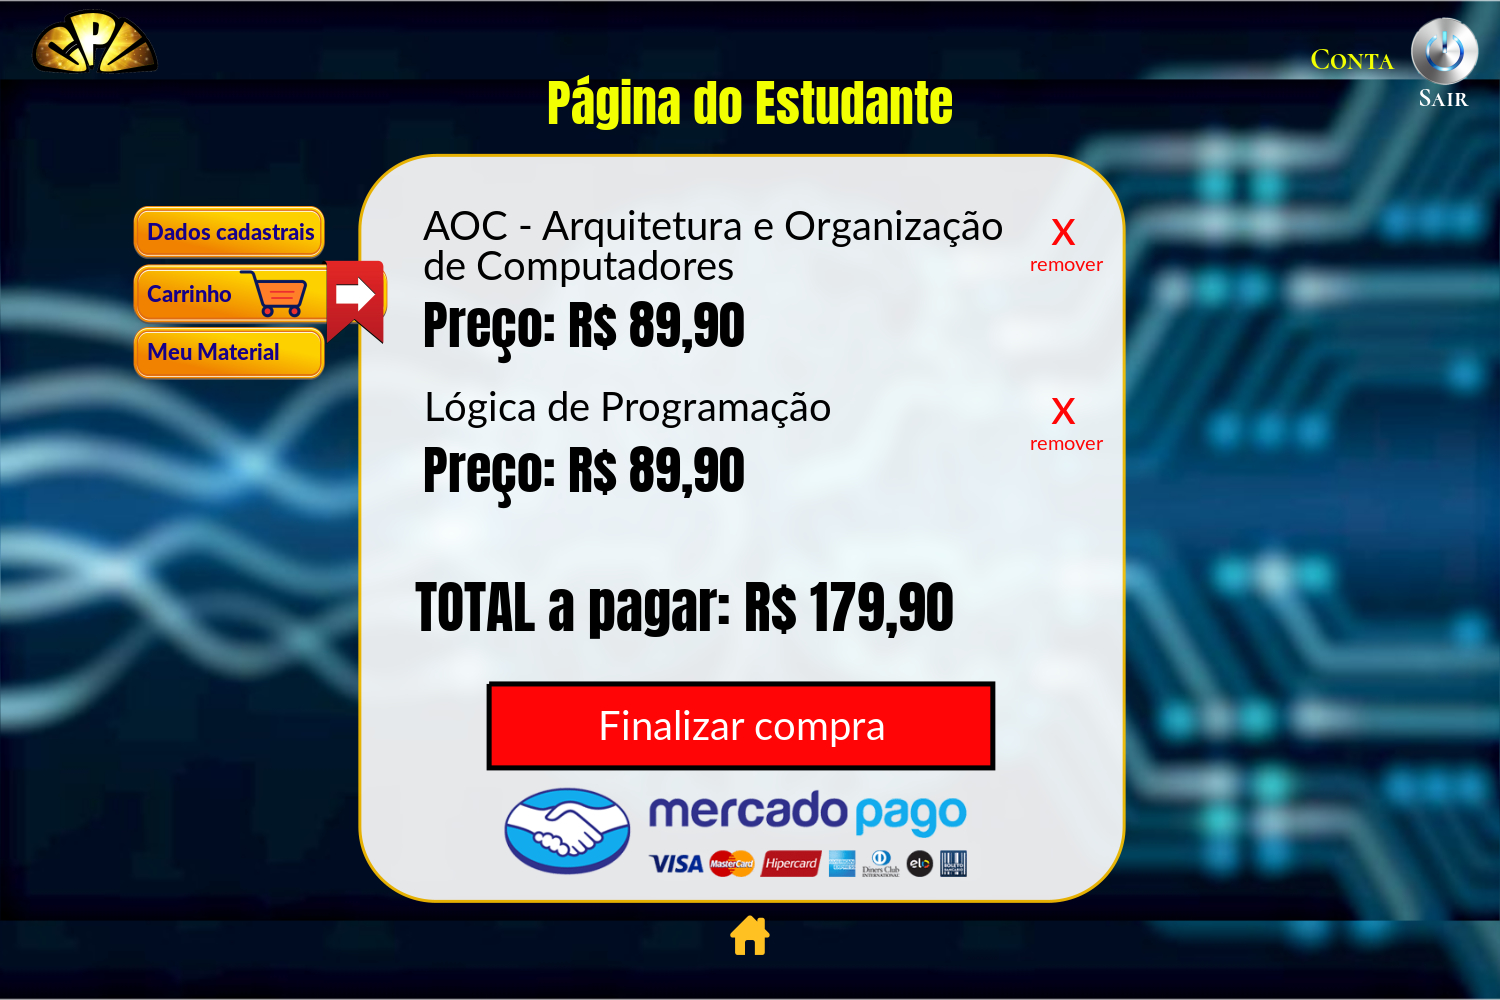 Conta
Sair
Página do Estudante
Dados cadastrais
Carrinho
Meu Material
AOC - Arquitetura e Organização
de Computadores
x
remover
Preço: R$ 89,90
Lógica de Programação
x
remover
Preço: R$ 89,90
TOTAL a pagar: R$ 179,90
Finalizar compra
mercado pago
VISA MasterCard Hipercard Diners Club elo